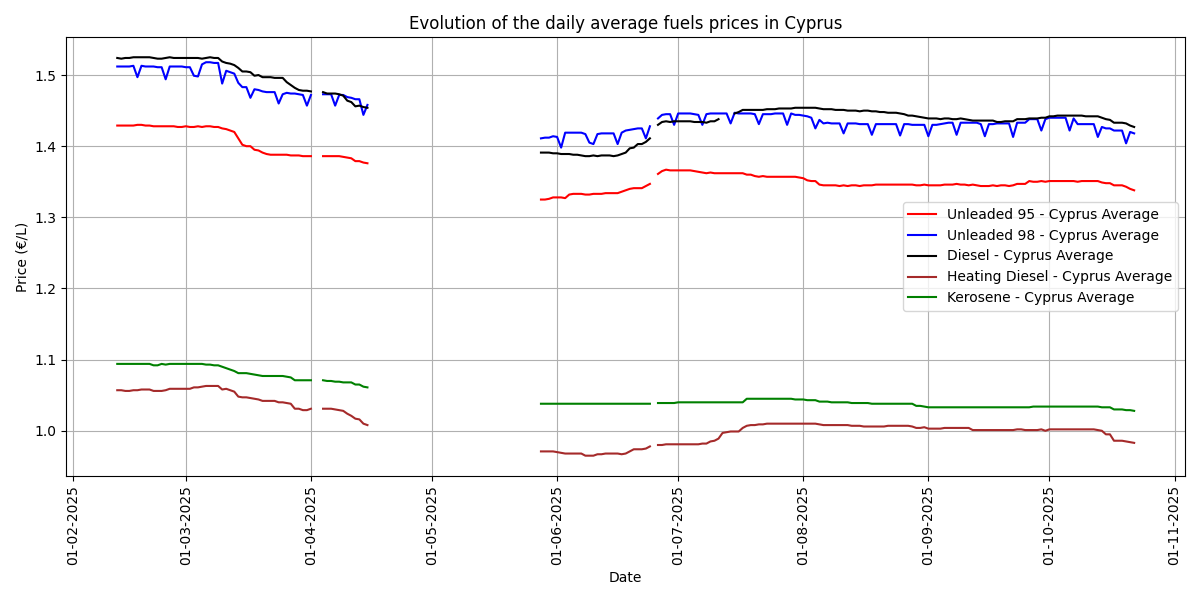 Evolution of the daily average fuels prices in Cyprus
Price (€/L)
1.5
1.4
1.3
1.2
1.1
1.0
Unleaded 95 - Cyprus Average
Unleaded 98 - Cyprus Average
Diesel - Cyprus Average
Heating Diesel - Cyprus Average
Kerosene - Cyprus Average
01-02-2025
01-03-2025
01-04-2025
01-05-2025
01-06-2025
01-07-2025
01-08-2025
01-09-2025
01-10-2025
01-11-2025
Date